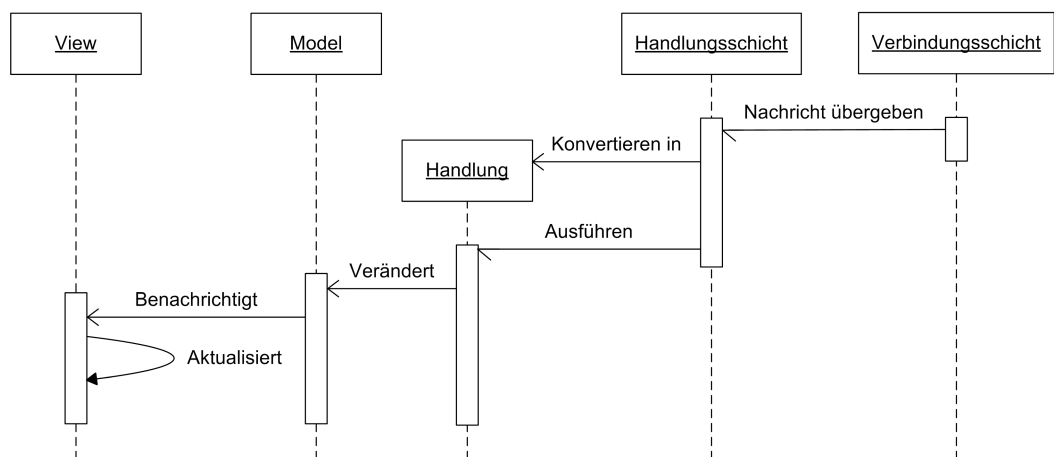 View
Model
Handlungsschicht
Verbindungsschicht
Nachricht übergeben
Konvertieren in
Handlung
Ausführen
Verändert
Benachrichtigt
Aktualisiert